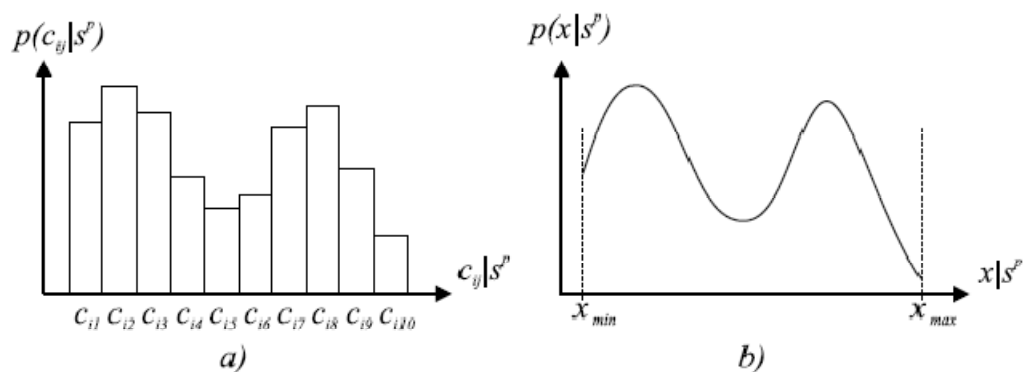 p(c_ij|s^p)
c_ij|s^p
c_i1 c_i2 c_i3 c_i4 c_i5 c_i6 c_i7 c_i8 c_i9 c_i10
a)
p(x|s^p)
x|s^p
x_min x_max
b)